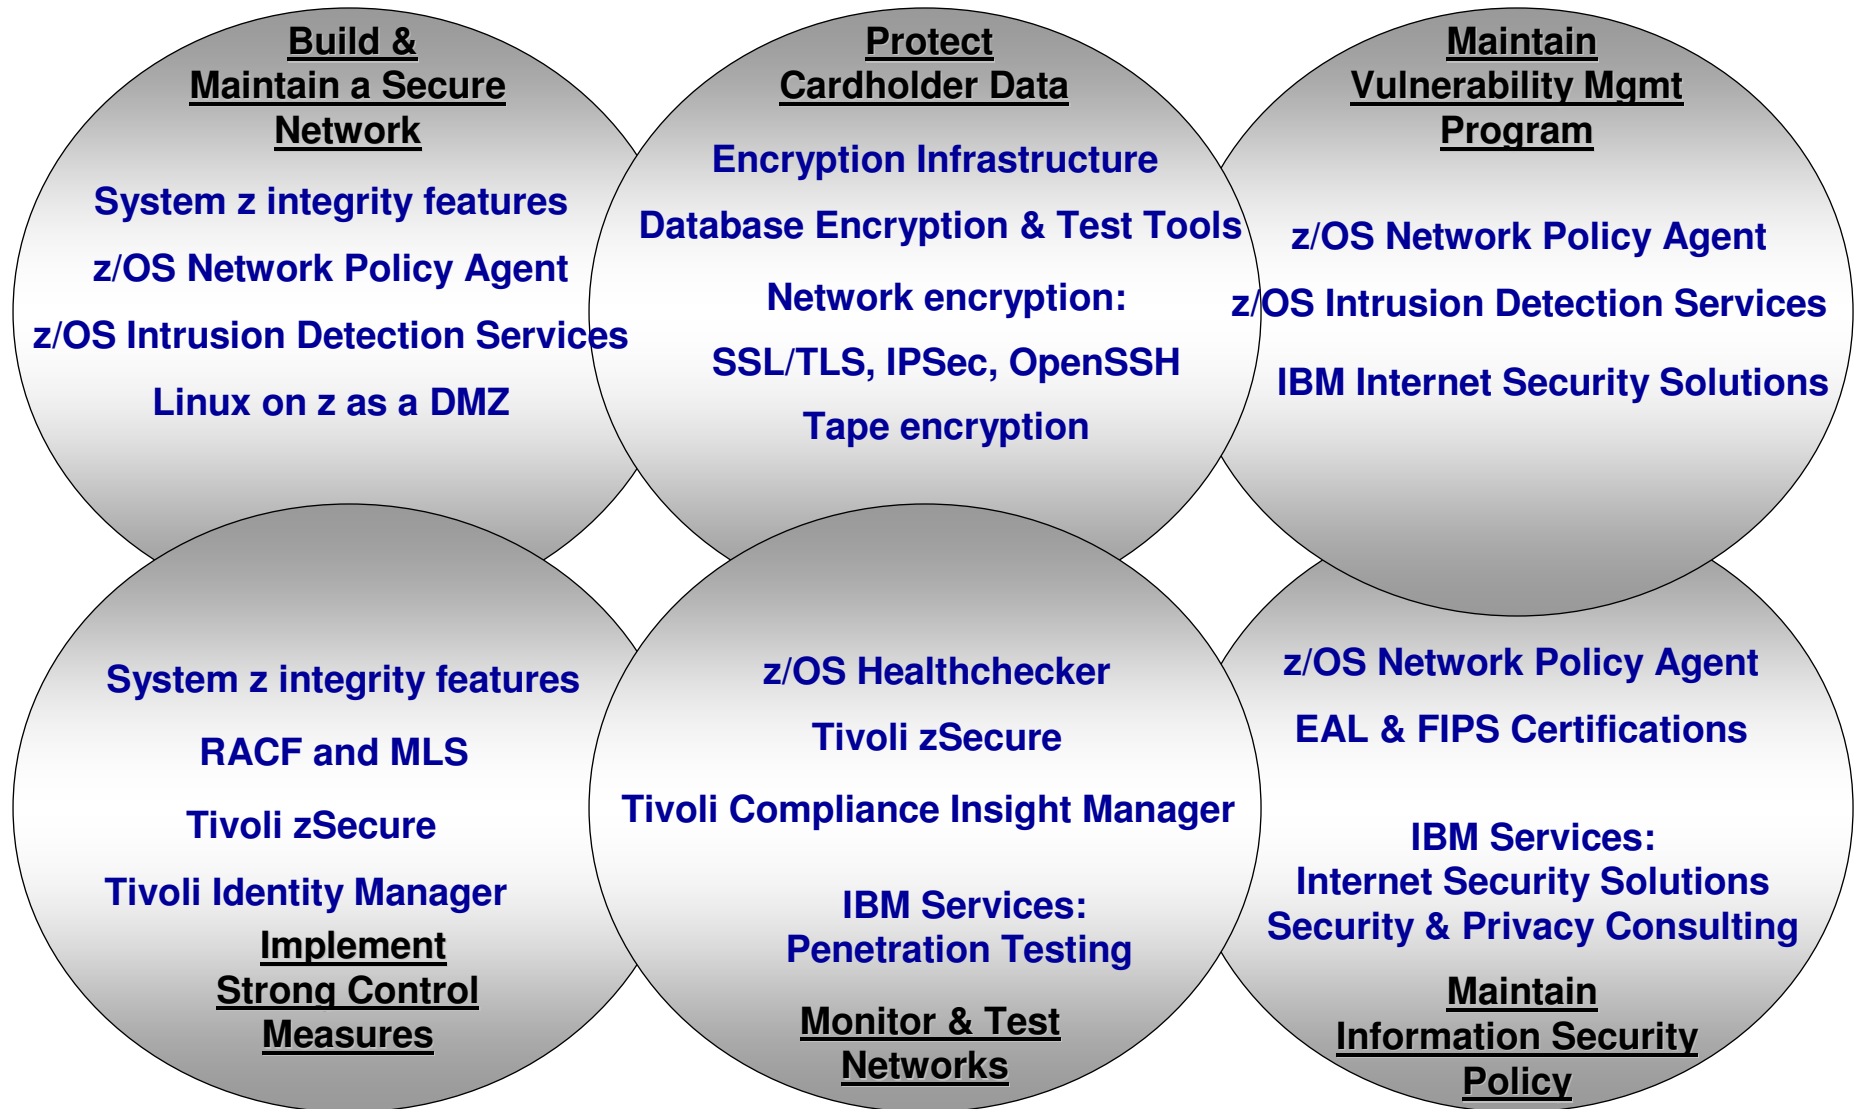 Build &
Maintain a Secure
Network
System z integrity features
z/OS Network Policy Agent
z/OS Intrusion Detection Services
Linux on z as a DMZ
Protect
Cardholder Data
Encryption Infrastructure
Database Encryption & Test Tools
Network encryption:
SSL/TLS, IPSec, OpenSSH
Tape encryption
Maintain
Vulnerability Mgmt
Program
z/OS Network Policy Agent
z/OS Intrusion Detection Services
IBM Internet Security Solutions
System z integrity features
RACF and MLS
Tivoli zSecure
Tivoli Identity Manager
Implement
Strong Control
Measures
z/OS Healthchecker
Tivoli zSecure
Tivoli Compliance Insight Manager
IBM Services:
Penetration Testing
Monitor & Test
Networks
z/OS Network Policy Agent
EAL & FIPS Certifications
IBM Services:
Internet Security Solutions
Security & Privacy Consulting
Maintain
Information Security
Policy